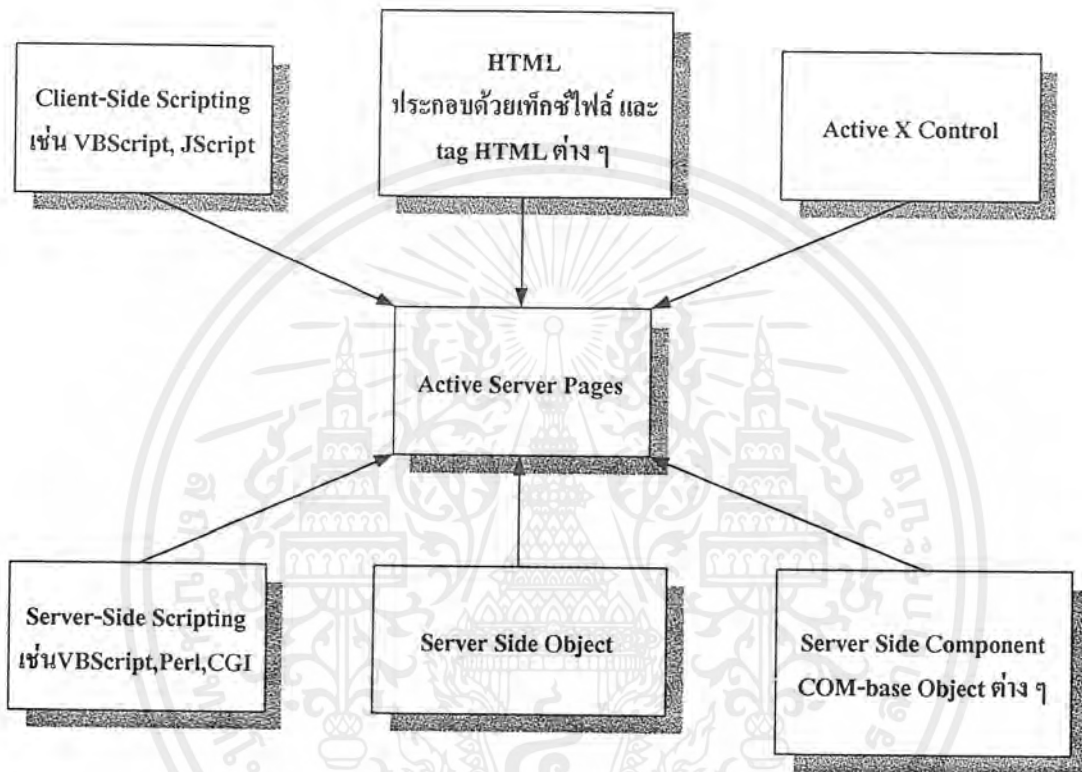 Client-Side Scripting
เช่น VBScript, JScript
HTML
ประกอบด้วยเท็กซ์ไฟล์ และ
tag HTML ต่าง ๆ
Active X Control
Active Server Pages
Server-Side Scripting
เช่นVBScript,Perl,CGI
Server Side Object
Server Side Component
COM-base Object ต่าง ๆ